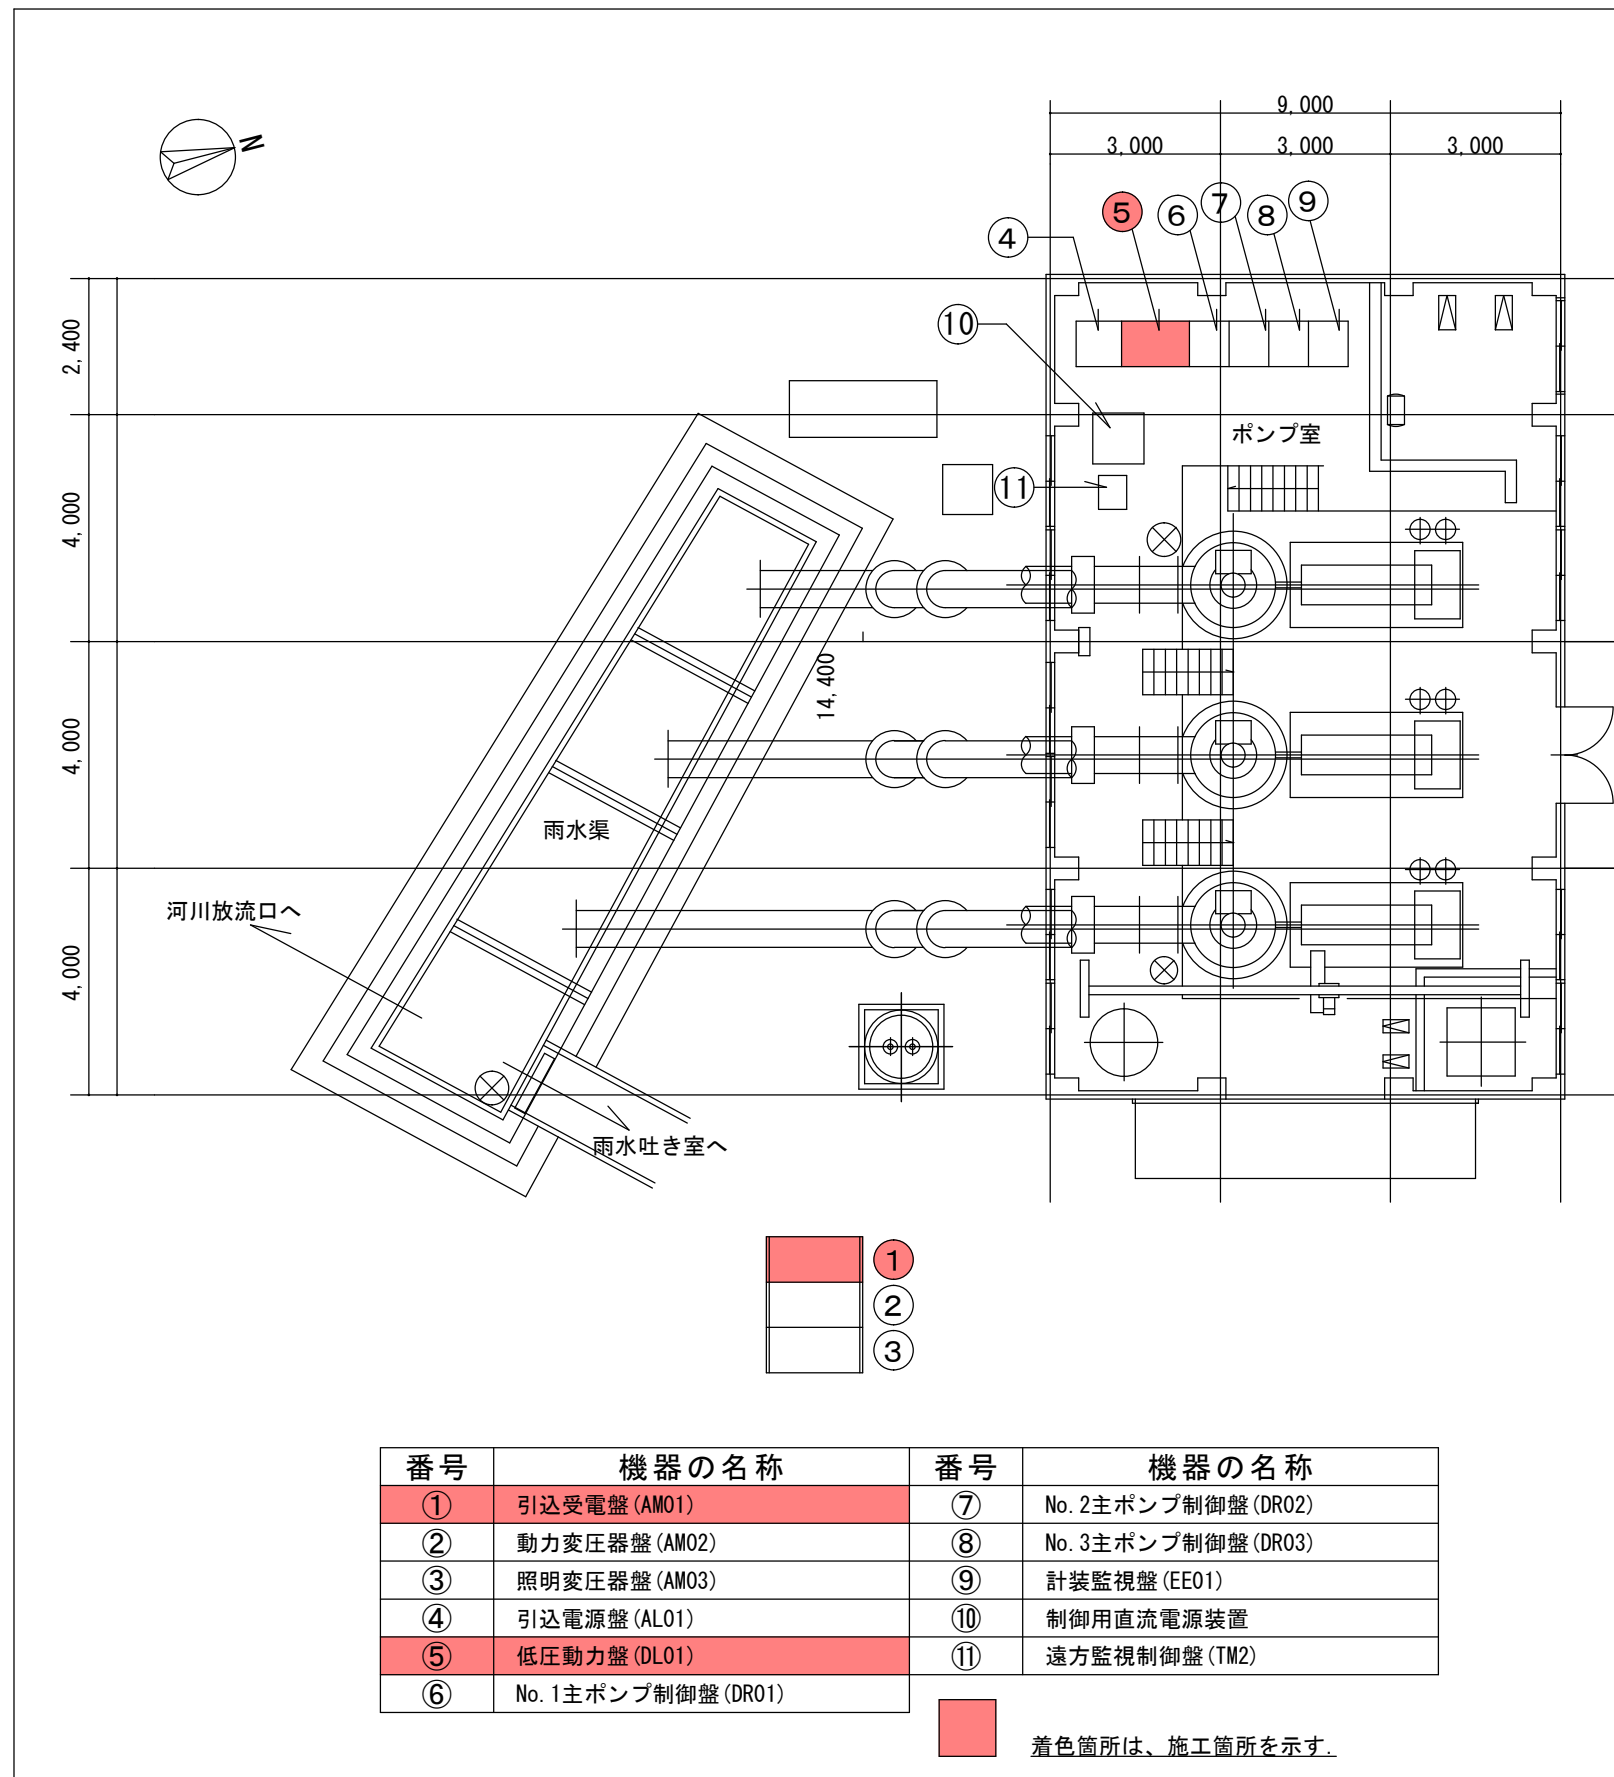 N
9,000
3,000 3,000 3,000
④ ⑤ ⑥ ⑦ ⑧ ⑨
⑩
⑪
ポンプ室
2,400
4,000
4,000
4,000
14,400
雨水渠
河川放流口へ
雨水吐き室へ
①
②
③
番号 機器の名称 番号 機器の名称
① 引込受電盤(AM01) ⑦ No.2主ポンプ制御盤(DR02)
② 動力変圧器盤(AM02) ⑧ No.3主ポンプ制御盤(DR03)
③ 照明変圧器盤(AM03) ⑨ 計装監視盤(EE01)
④ 引込電源盤(AL01) ⑩ 制御用直流電源装置
⑤ 低圧動力盤(DL01) ⑪ 遠方監視制御盤(TM2)
⑥ No.1主ポンプ制御盤(DR01)
着色箇所は、施工箇所を示す.